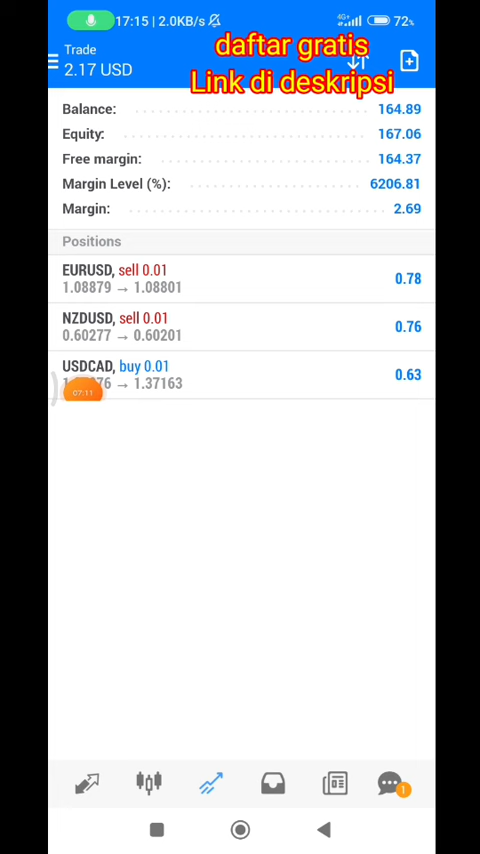 17:15 | 2.0KB/s
4G+
72%
Trade
2.17 USD
daftar gratis
Link di deskripsi
Balance: 164.89
Equity: 167.06
Free margin: 164.37
Margin Level (%): 6206.81
Margin: 2.69
Positions
EURUSD, sell 0.01
1.08879 → 1.08801
0.78
NZDUSD, sell 0.01
0.60277 → 0.60201
0.76
USDCAD, buy 0.01
→ 1.37163
0.63
07:11
1